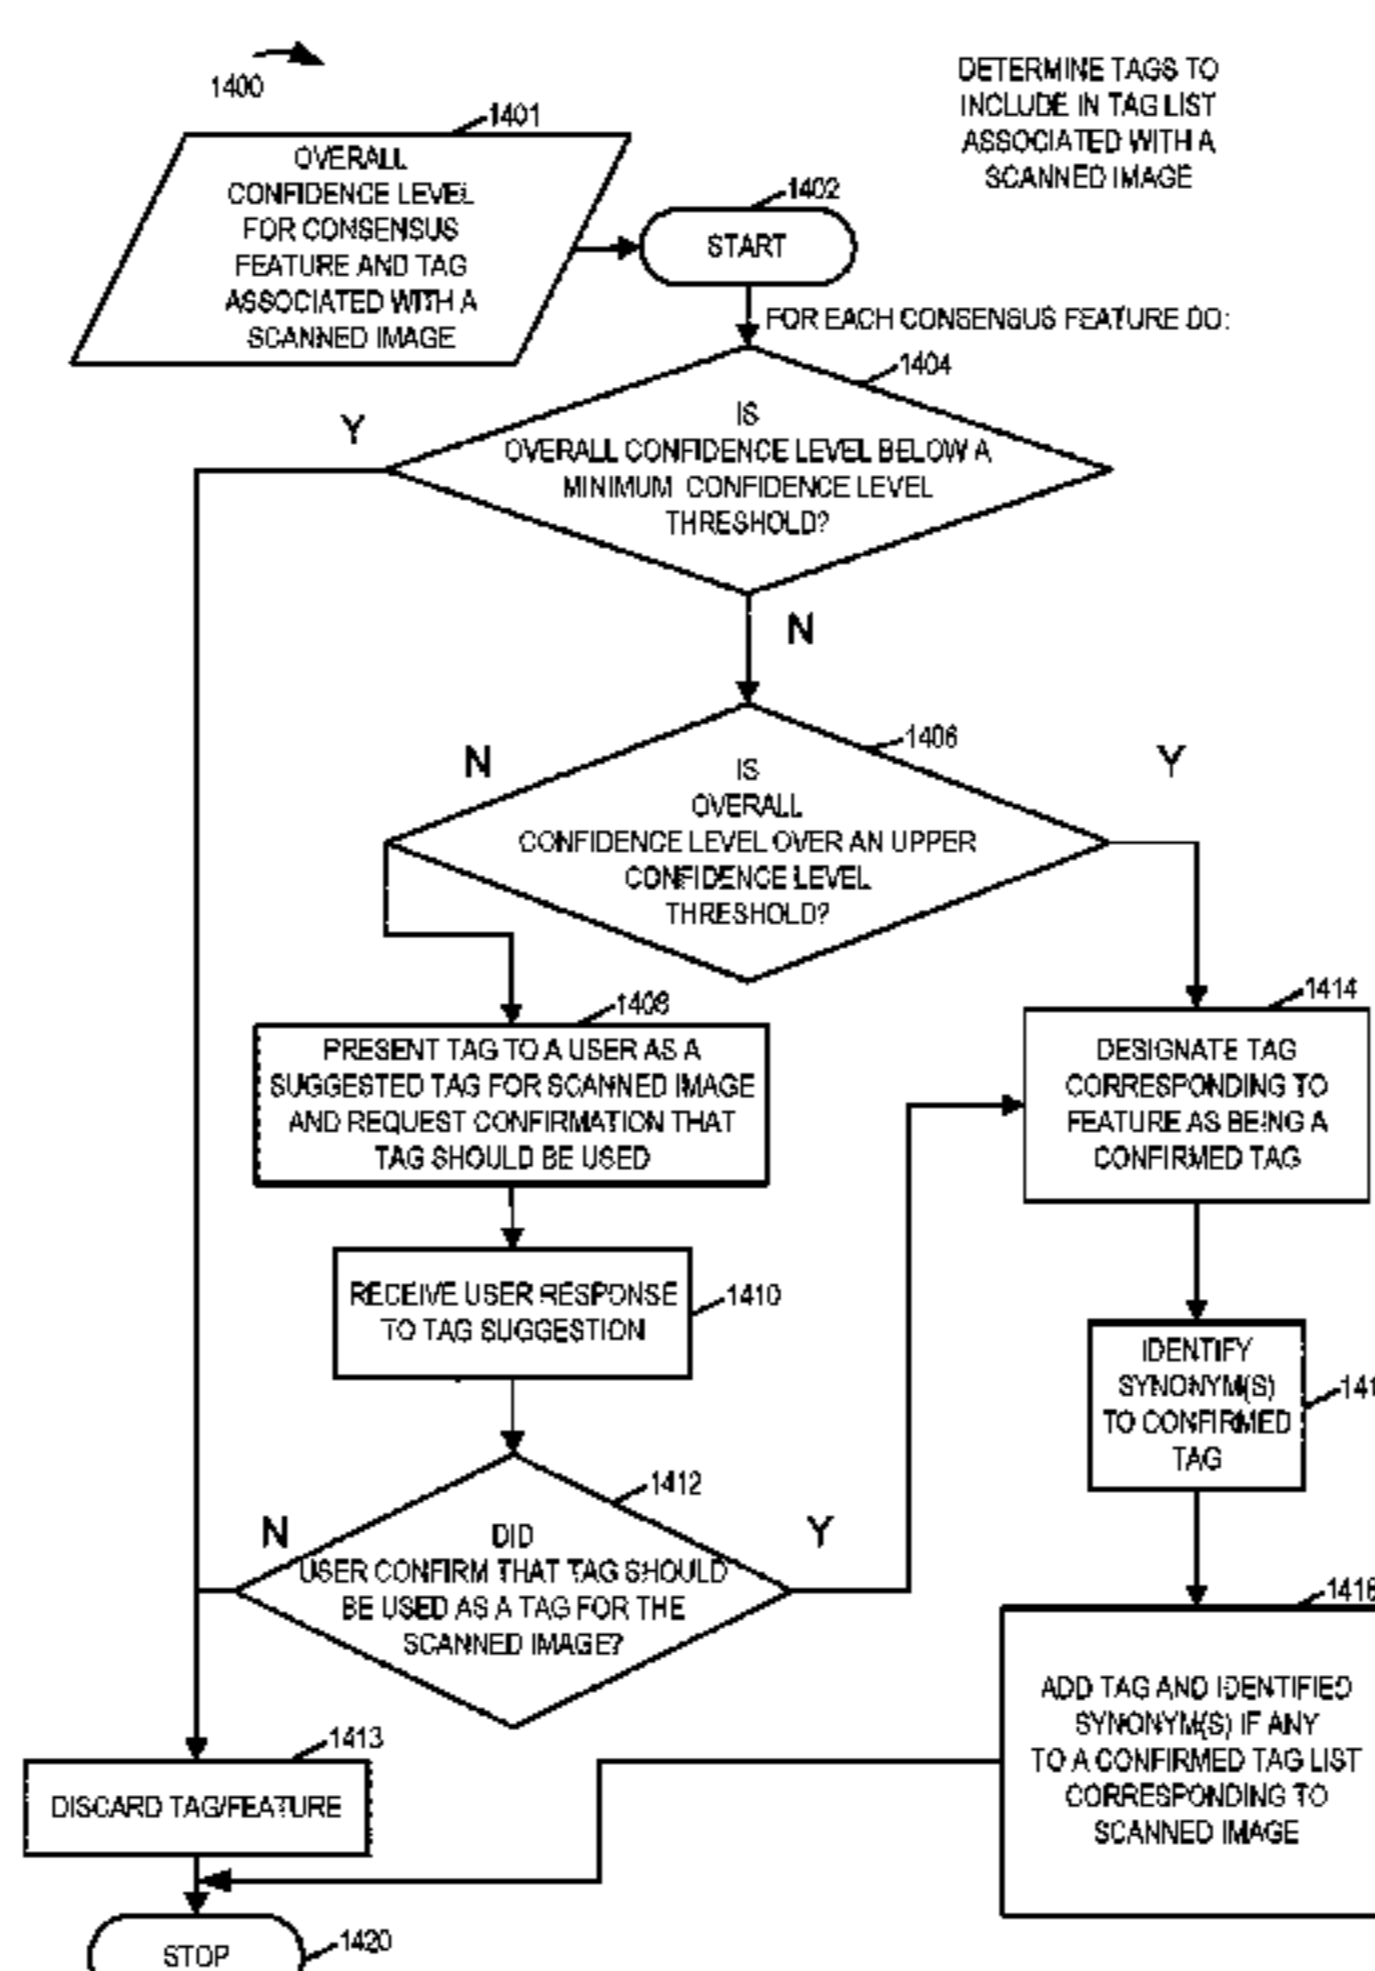 1400
DETERMINE TAGS TO
INCLUDE IN TAG LIST
ASSOCIATED WITH A
SCANNED IMAGE
1401
OVERALL
CONFIDENCE LEVEL
FOR CONSENSUS
FEATURE AND TAG
ASSOCIATED WITH A
SCANNED IMAGE
1402
START
FOR EACH CONSENSUS FEATURE DO:
1404
IS
OVERALL CONFIDENCE LEVEL BELOW A
MINIMUM CONFIDENCE LEVEL
THRESHOLD?
Y
N
1406
IS
OVERALL
CONFIDENCE LEVEL OVER AN UPPER
CONFIDENCE LEVEL
THRESHOLD?
N
Y
1408
PRESENT TAG TO A USER AS A
SUGGESTED TAG FOR SCANNED IMAGE
AND REQUEST CONFIRMATION THAT
TAG SHOULD BE USED
1414
DESIGNATE TAG
CORRESPONDING TO
FEATURE AS BEING A
CONFIRMED TAG
RECEIVE USER RESPONSE
TO TAG SUGGESTION
1410
IDENTIFY
SYNONYM(S)
TO CONFIRMED
TAG
1412
DID
USER CONFIRM THAT TAG SHOULD
BE USED AS A TAG FOR THE
SCANNED IMAGE?
N
Y
ADD TAG AND IDENTIFIED
SYNONYM(S) IF ANY
TO A CONFIRMED TAG LIST
CORRESPONDING TO
SCANNED IMAGE
1413
DISCARD TAG/FEATURE
STOP
1420